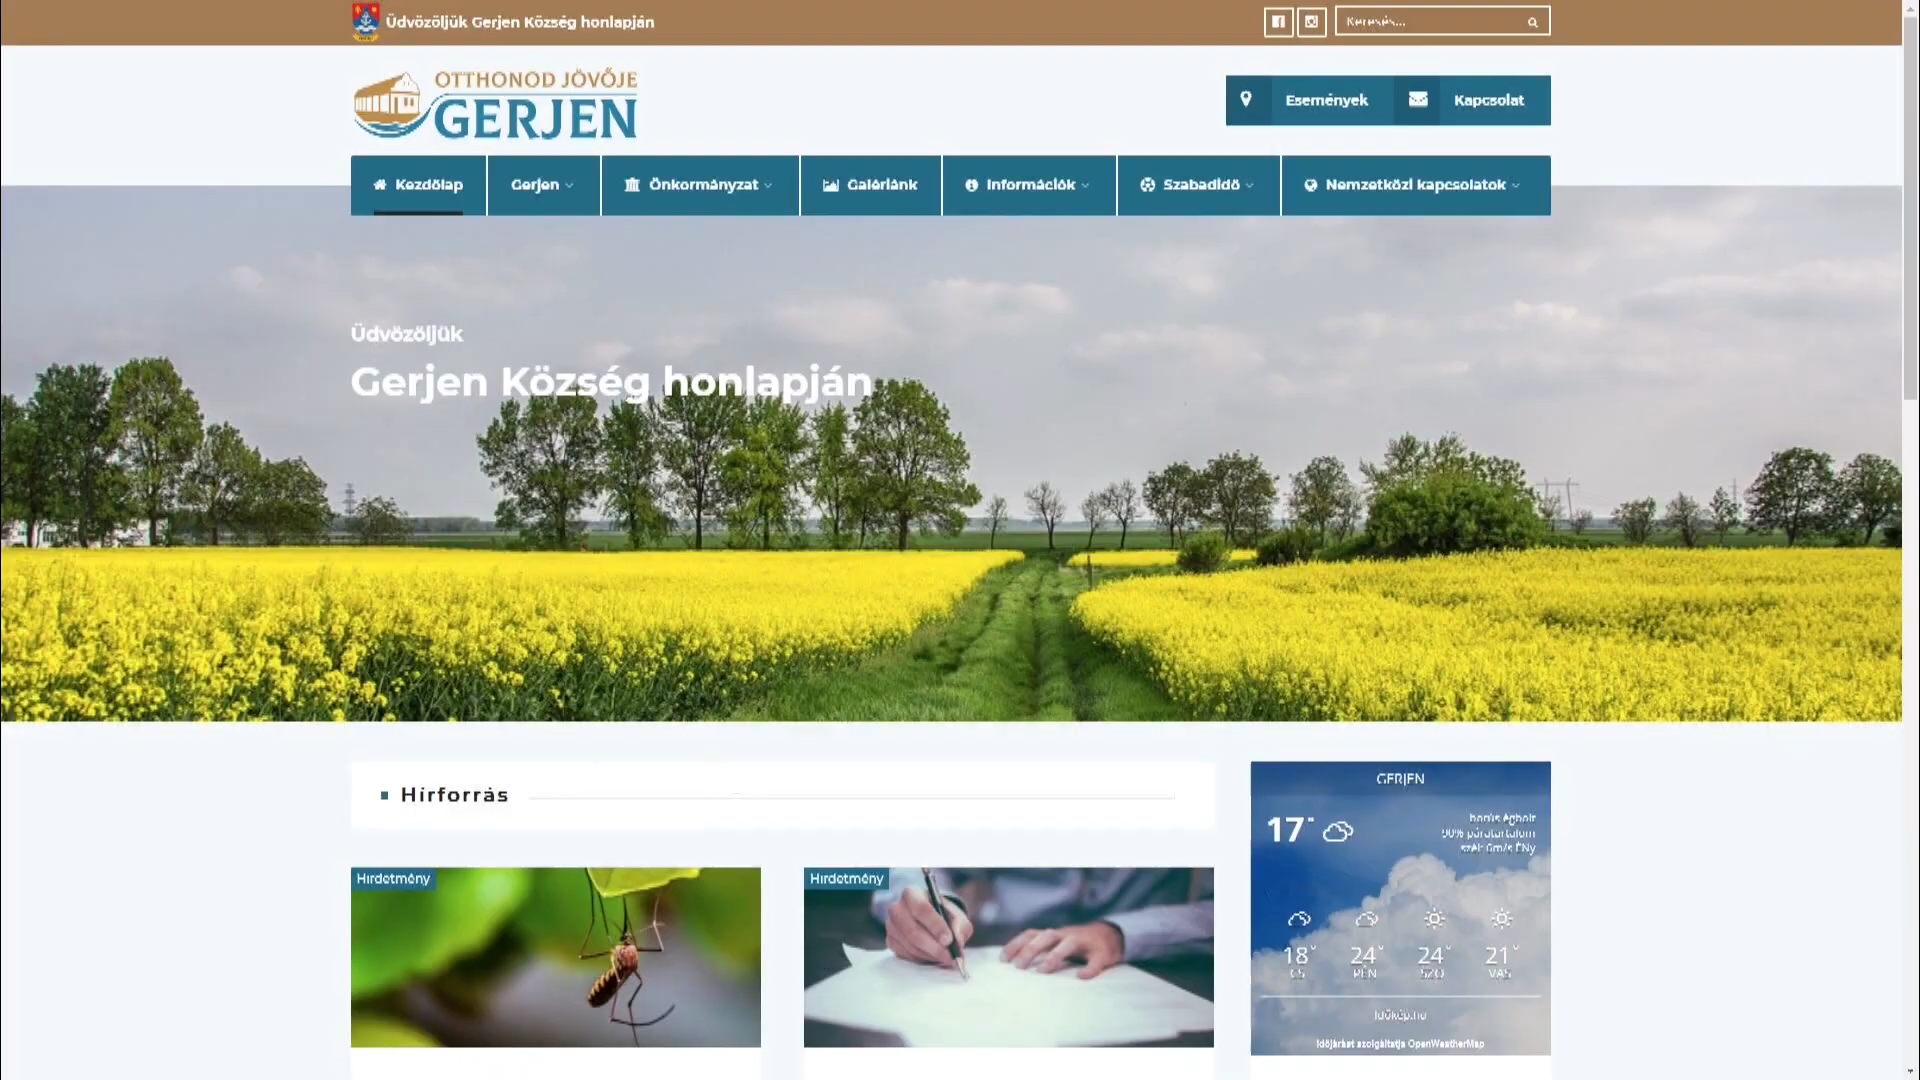 Üdvözöljük Gerjen Község honlapján
Keresés...
OTTHONOD JÖVŐJE
GERJEN
Események
Kapcsolat
Kezdőlap
Gerjen
Önkormányzat
Galériánk
Információk
Szabadidő
Nemzetközi kapcsolatok
Üdvözöljük
Gerjen Község honlapján
Hírforrás
GERJEN
17°
borús égbolt
90% páratartalom
szél: 0m/s ÉNy
18° 24° 24° 21°
CS PÉN SZO VAS
Időkép.hu
Időjárást szolgáltatja OpenWeatherMap
Hirdetmény
Hirdetmény